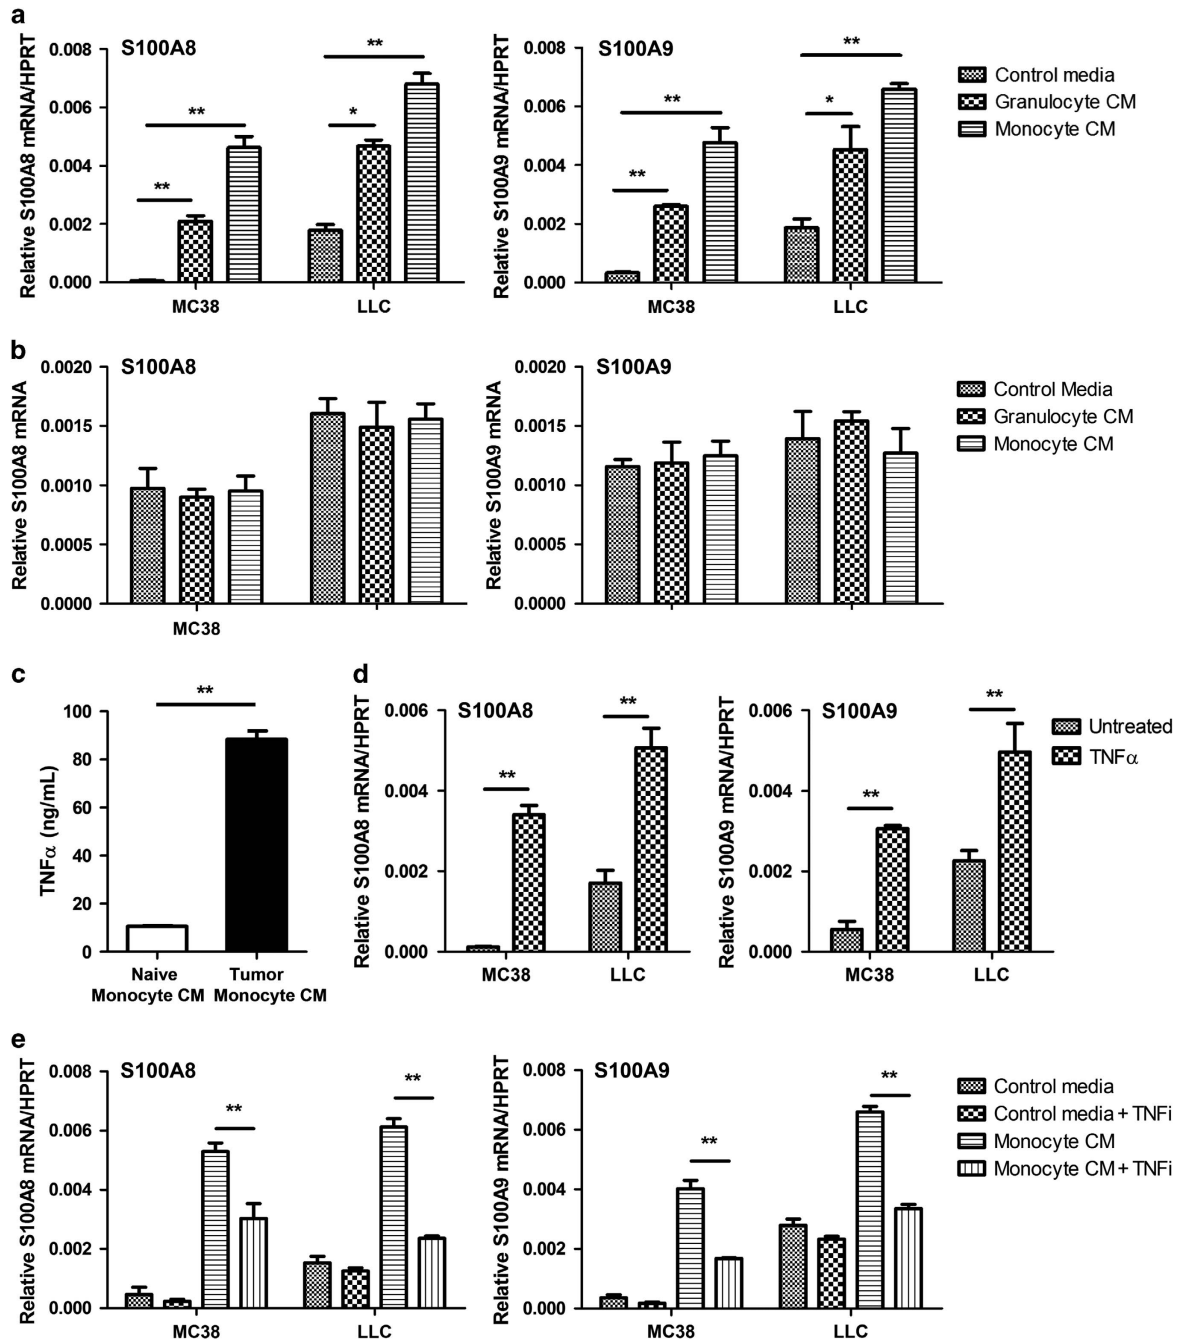 a
S100A8
Relative S100A8 mRNA/HPRT
0.008
0.006
0.004
0.002
0.000
**
**
*
**
MC38
LLC
S100A9
Relative S100A9 mRNA/HPRT
0.008
0.006
0.004
0.002
0.000
**
**
*
**
MC38
LLC
Control media
Granulocyte CM
Monocyte CM
b
S100A8
Relative S100A8 mRNA
0.0020
0.0015
0.0010
0.0005
0.0000
MC38
S100A9
Relative S100A9 mRNA
0.0020
0.0015
0.0010
0.0005
0.0000
Control Media
Granulocyte CM
Monocyte CM
c
TNFα (ng/mL)
100
80
60
40
20
0
**
Naive
Monocyte CM
Tumor
Monocyte CM
d
S100A8
Relative S100A8 mRNA/HPRT
0.006
0.004
0.002
0.000
**
**
MC38
LLC
S100A9
Relative S100A9 mRNA/HPRT
0.006
0.004
0.002
0.000
**
**
MC38
LLC
Untreated
TNFα
e
S100A8
Relative S100A8 mRNA/HPRT
0.008
0.006
0.004
0.002
0.000
**
**
MC38
LLC
S100A9
Relative S100A9 mRNA/HPRT
0.008
0.006
0.004
0.002
0.000
**
**
MC38
LLC
Control media
Control media + TNFi
Monocyte CM
Monocyte CM + TNFi